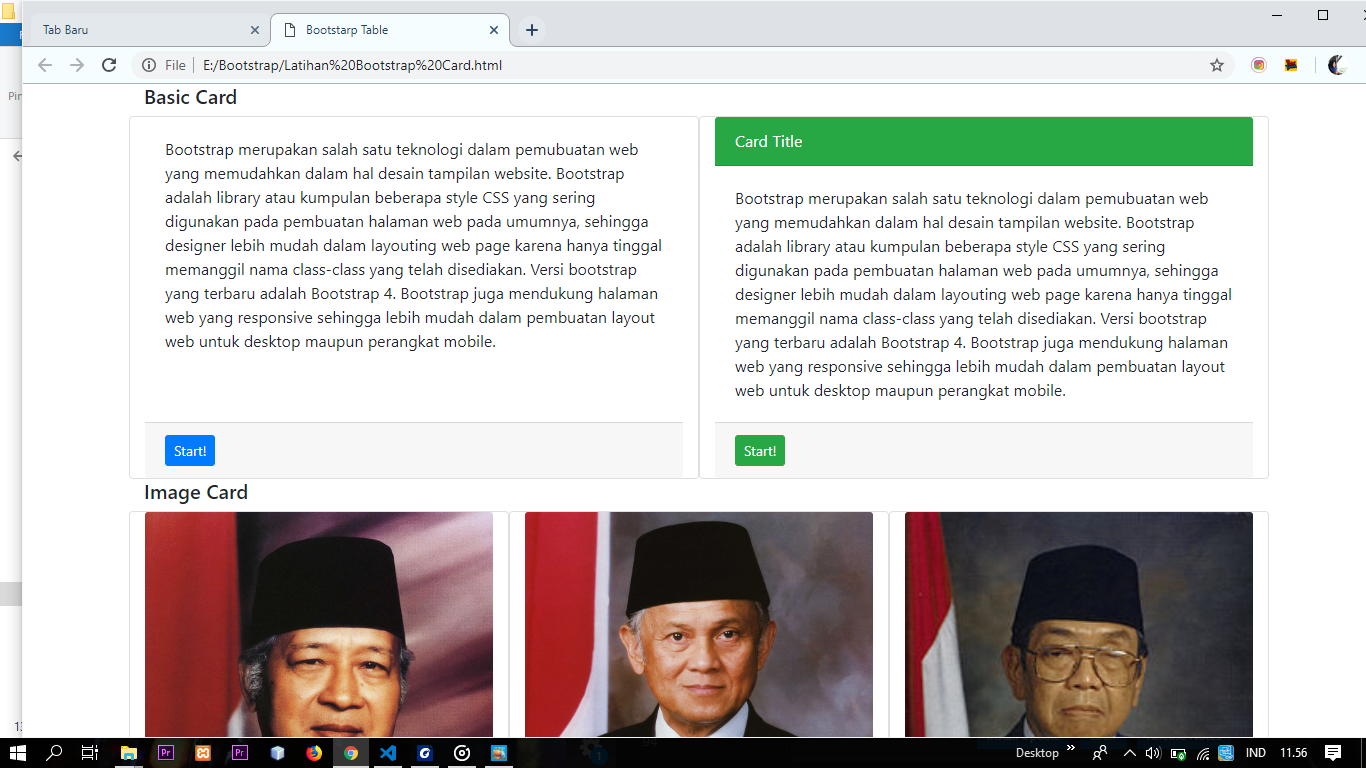 Tab Baru
Bootstarp Table
File
E:/Bootstrap/Latihan%20Bootstrap%20Card.html
Pin
Basic Card
Bootstrap merupakan salah satu teknologi dalam pemubuatan web
yang memudahkan dalam hal desain tampilan website. Bootstrap
adalah library atau kumpulan beberapa style CSS yang sering
digunakan pada pembuatan halaman web pada umumnya, sehingga
designer lebih mudah dalam layouting web page karena hanya tinggal
memanggil nama class-class yang telah disediakan. Versi bootstrap
yang terbaru adalah Bootstrap 4. Bootstrap juga mendukung halaman
web yang responsive sehingga lebih mudah dalam pembuatan layout
web untuk desktop maupun perangkat mobile.
Start!
Card Title
Bootstrap merupakan salah satu teknologi dalam pemubuatan web
yang memudahkan dalam hal desain tampilan website. Bootstrap
adalah library atau kumpulan beberapa style CSS yang sering
digunakan pada pembuatan halaman web pada umumnya, sehingga
designer lebih mudah dalam layouting web page karena hanya tinggal
memanggil nama class-class yang telah disediakan. Versi bootstrap
yang terbaru adalah Bootstrap 4. Bootstrap juga mendukung halaman
web yang responsive sehingga lebih mudah dalam pembuatan layout
web untuk desktop maupun perangkat mobile.
Start!
Image Card
Pr
Pr
Desktop
IND
11.56